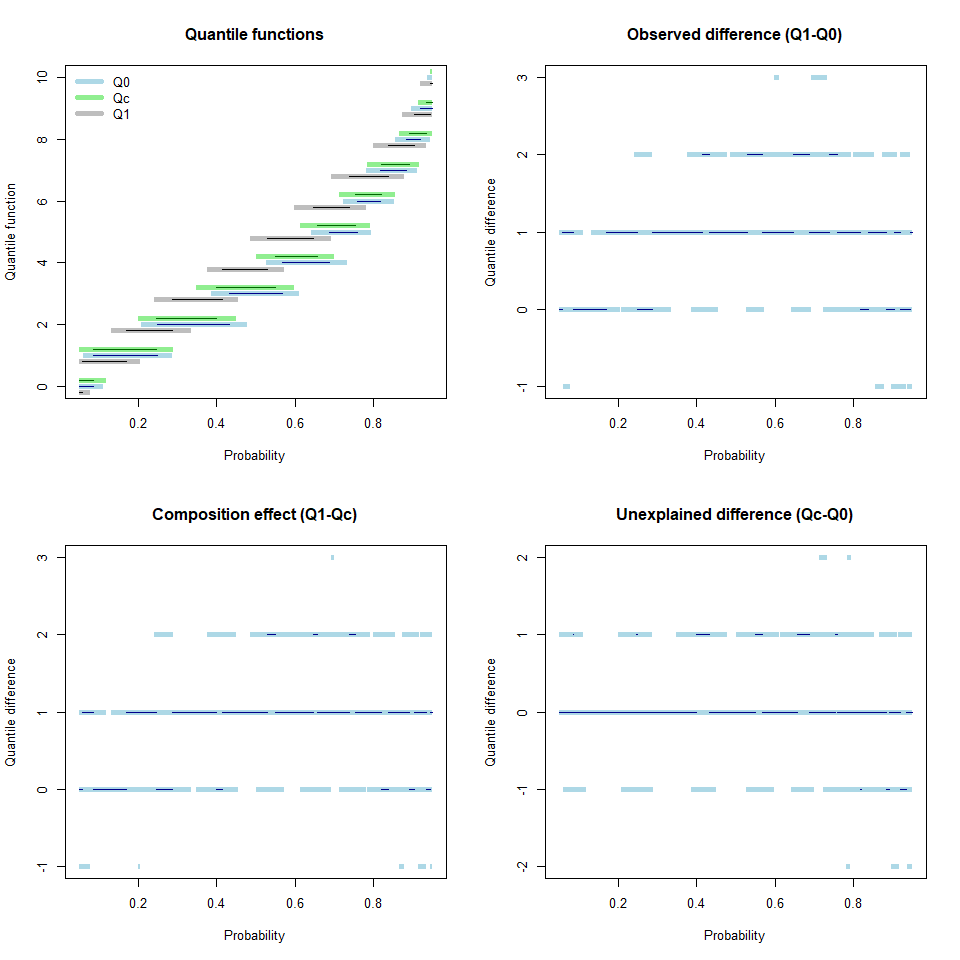 Quantile functions
Quantile function
10
8
6
4
2
0
Q0
Qc
Q1
0.2 0.4 0.6 0.8
Probability
Observed difference (Q1-Q0)
Quantile difference
3
2
1
0
-1
0.2 0.4 0.6 0.8
Probability
Composition effect (Q1-Qc)
Quantile difference
3
2
1
0
-1
0.2 0.4 0.6 0.8
Probability
Unexplained difference (Qc-Q0)
Quantile difference
2
1
0
-1
-2
0.2 0.4 0.6 0.8
Probability